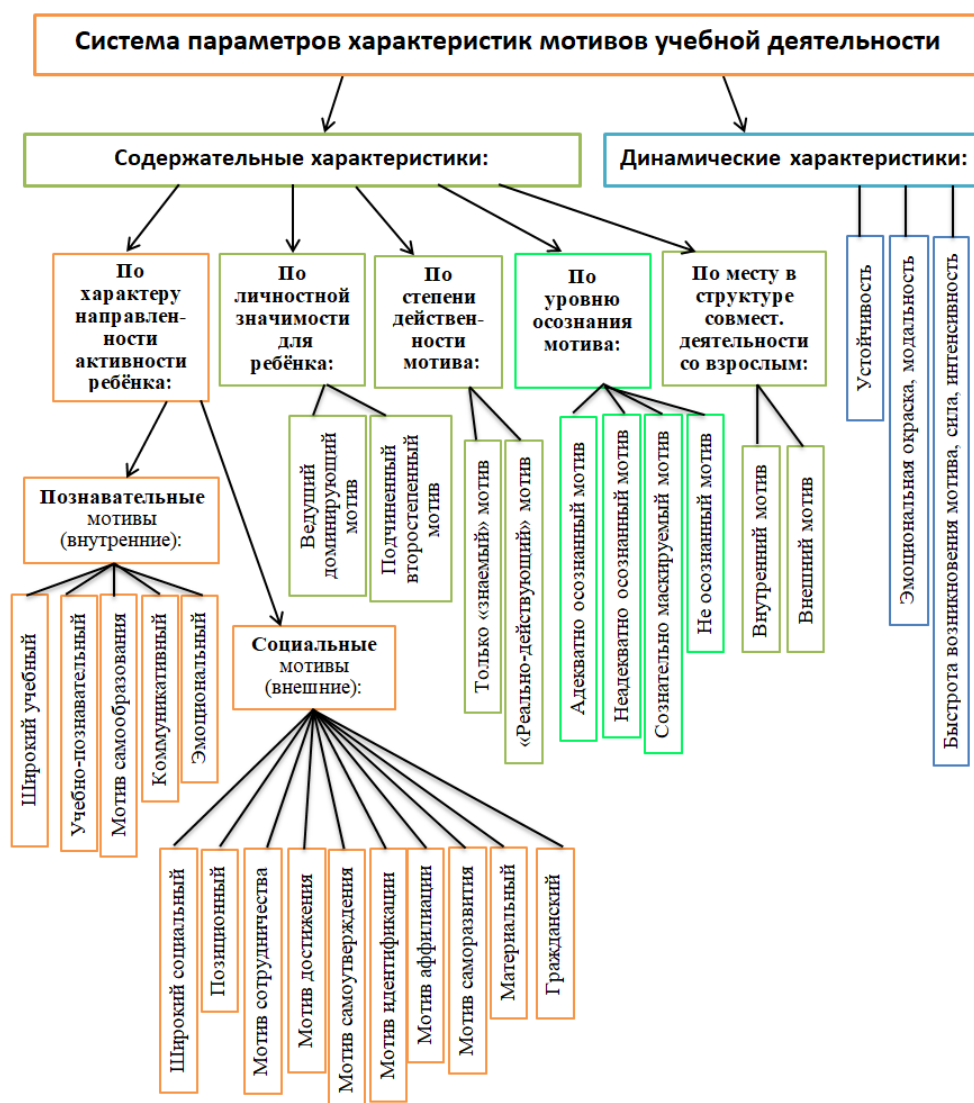 Система параметров характеристик мотивов учебной деятельности
Содержательные характеристики:
Динамические характеристики:
По
характеру
направлен-
ности
активности
ребёнка:
По
личностной
значимости
для
ребёнка:
По
степени
действен-
ности
мотива:
По
уровню
осознания
мотива:
По месту в
структуре
совмест.
деятельности
со взрослым:
Устойчивость
Эмоциональная окраска, модальность
Быстрота возникновения мотива, сила, интенсивность
Познавательные
мотивы
(внутренние):
Ведущий
доминирующий
мотив
Подчиненный
второстепенный
мотив
Только «знаемый» мотив
«Реально-действующий» мотив
Адекватно осознанный мотив
Неадекватно осознанный мотив
Сознательно маскируемый мотив
Не осознанный мотив
Внутренний мотив
Внешний мотив
Широкий учебный
Учебно-познавательный
Мотив самообразования
Коммуникативный
Эмоциональный
Социальные
мотивы
(внешние):
Широкий социальный
Позиционный
Мотив сотрудничества
Мотив достижения
Мотив самоутверждения
Мотив идентификации
Мотив аффилиации
Мотив саморазвития
Материальный
Гражданский